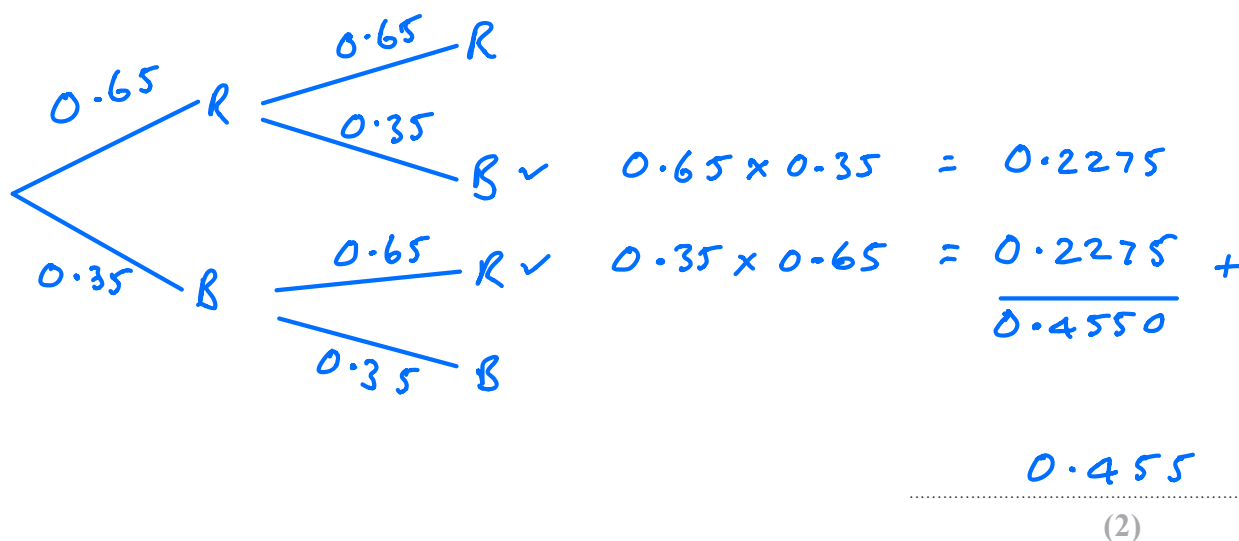 0.65 R
0.65 R
0.35
B ✓ 0.65 × 0.35 = 0.2275
0.35 B
0.65 R ✓ 0.35 × 0.65 = 0.2275 +
0.4550
0.35 B
0.455
(2)